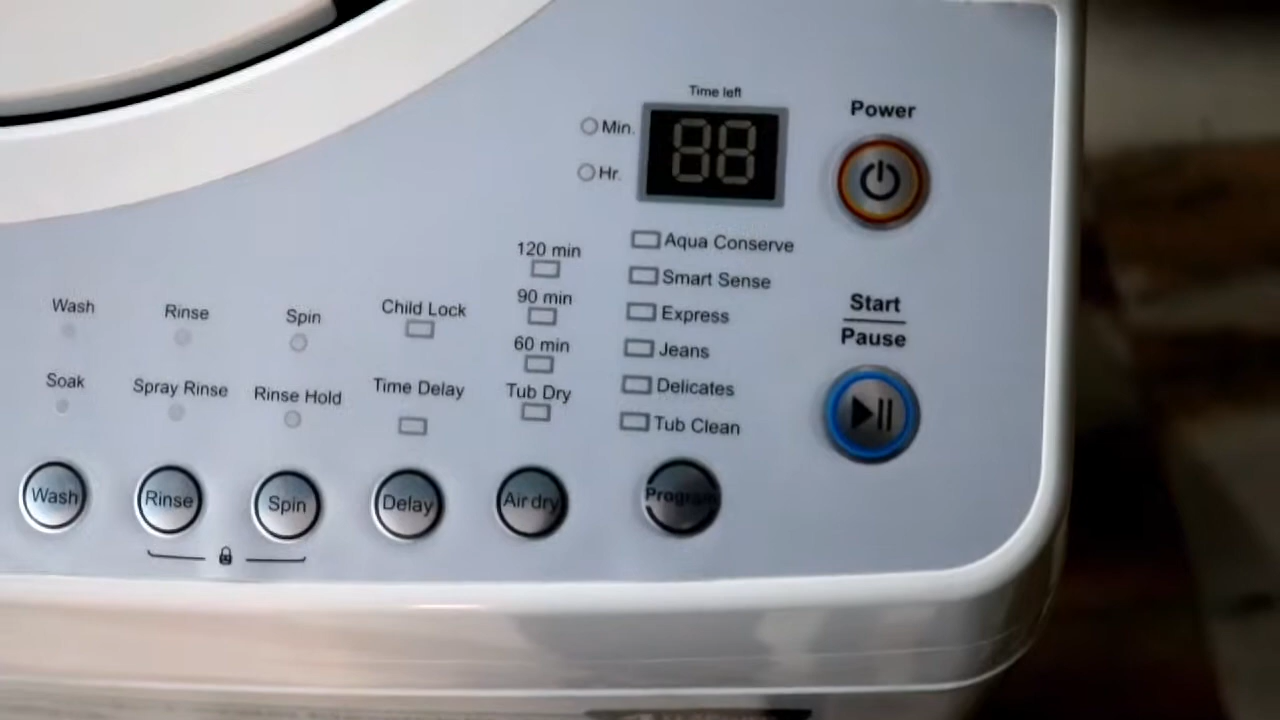 Time left
Min.
88
Hr.
Power
Aqua Conserve
Smart Sense
Express
Jeans
Delicates
Tub Clean
Start
Pause
120 min
90 min
60 min
Tub Dry
Child Lock
Time Delay
Wash
Rinse
Spin
Soak
Spray Rinse
Rinse Hold
Wash
Rinse
Spin
Delay
Air dry
Program